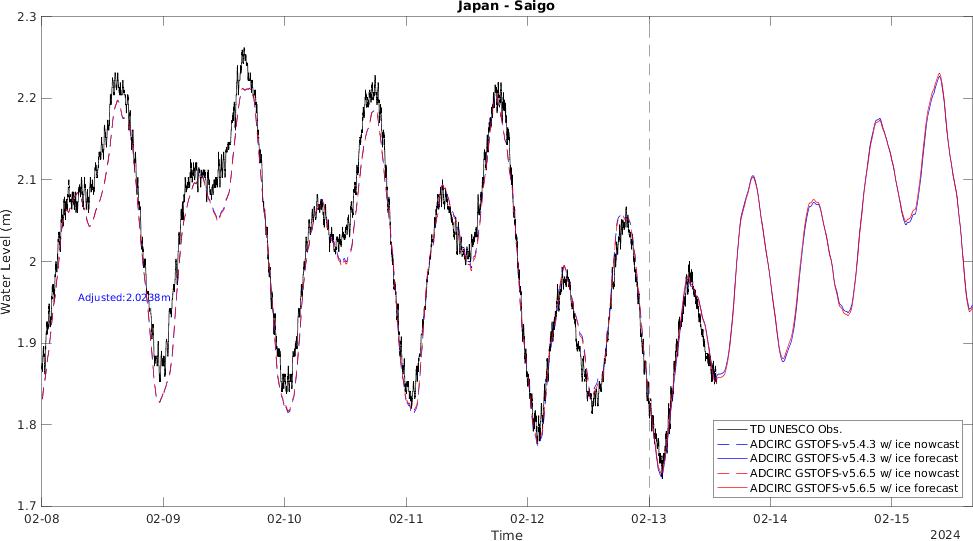 Japan - Saigo
2.3
2.2
2.1
2
1.9
1.8
1.7
Water Level (m)
Adjusted:2.0238m
TD UNESCO Obs.
ADCIRC GSTOFS-v5.4.3 w/ ice nowcast
ADCIRC GSTOFS-v5.4.3 w/ ice forecast
ADCIRC GSTOFS-v5.6.5 w/ ice nowcast
ADCIRC GSTOFS-v5.6.5 w/ ice forecast
02-08 02-09 02-10 02-11 02-12 02-13 02-14 02-15
Time
2024